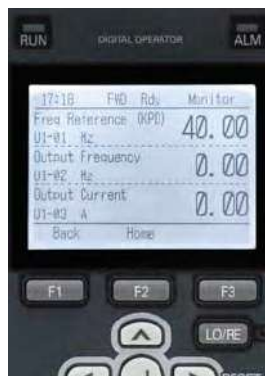 RUN DIGITAL OPERATOR ALM
17:18 FWD Rdy Monitor
Freq Reference (KPD)
U1-01 Hz 40.00
Output Frequency
U1-02 Hz 0.00
Output Current
U1-03 A 0.00
Back Home
F1 F2 F3
LO/RE
RESET